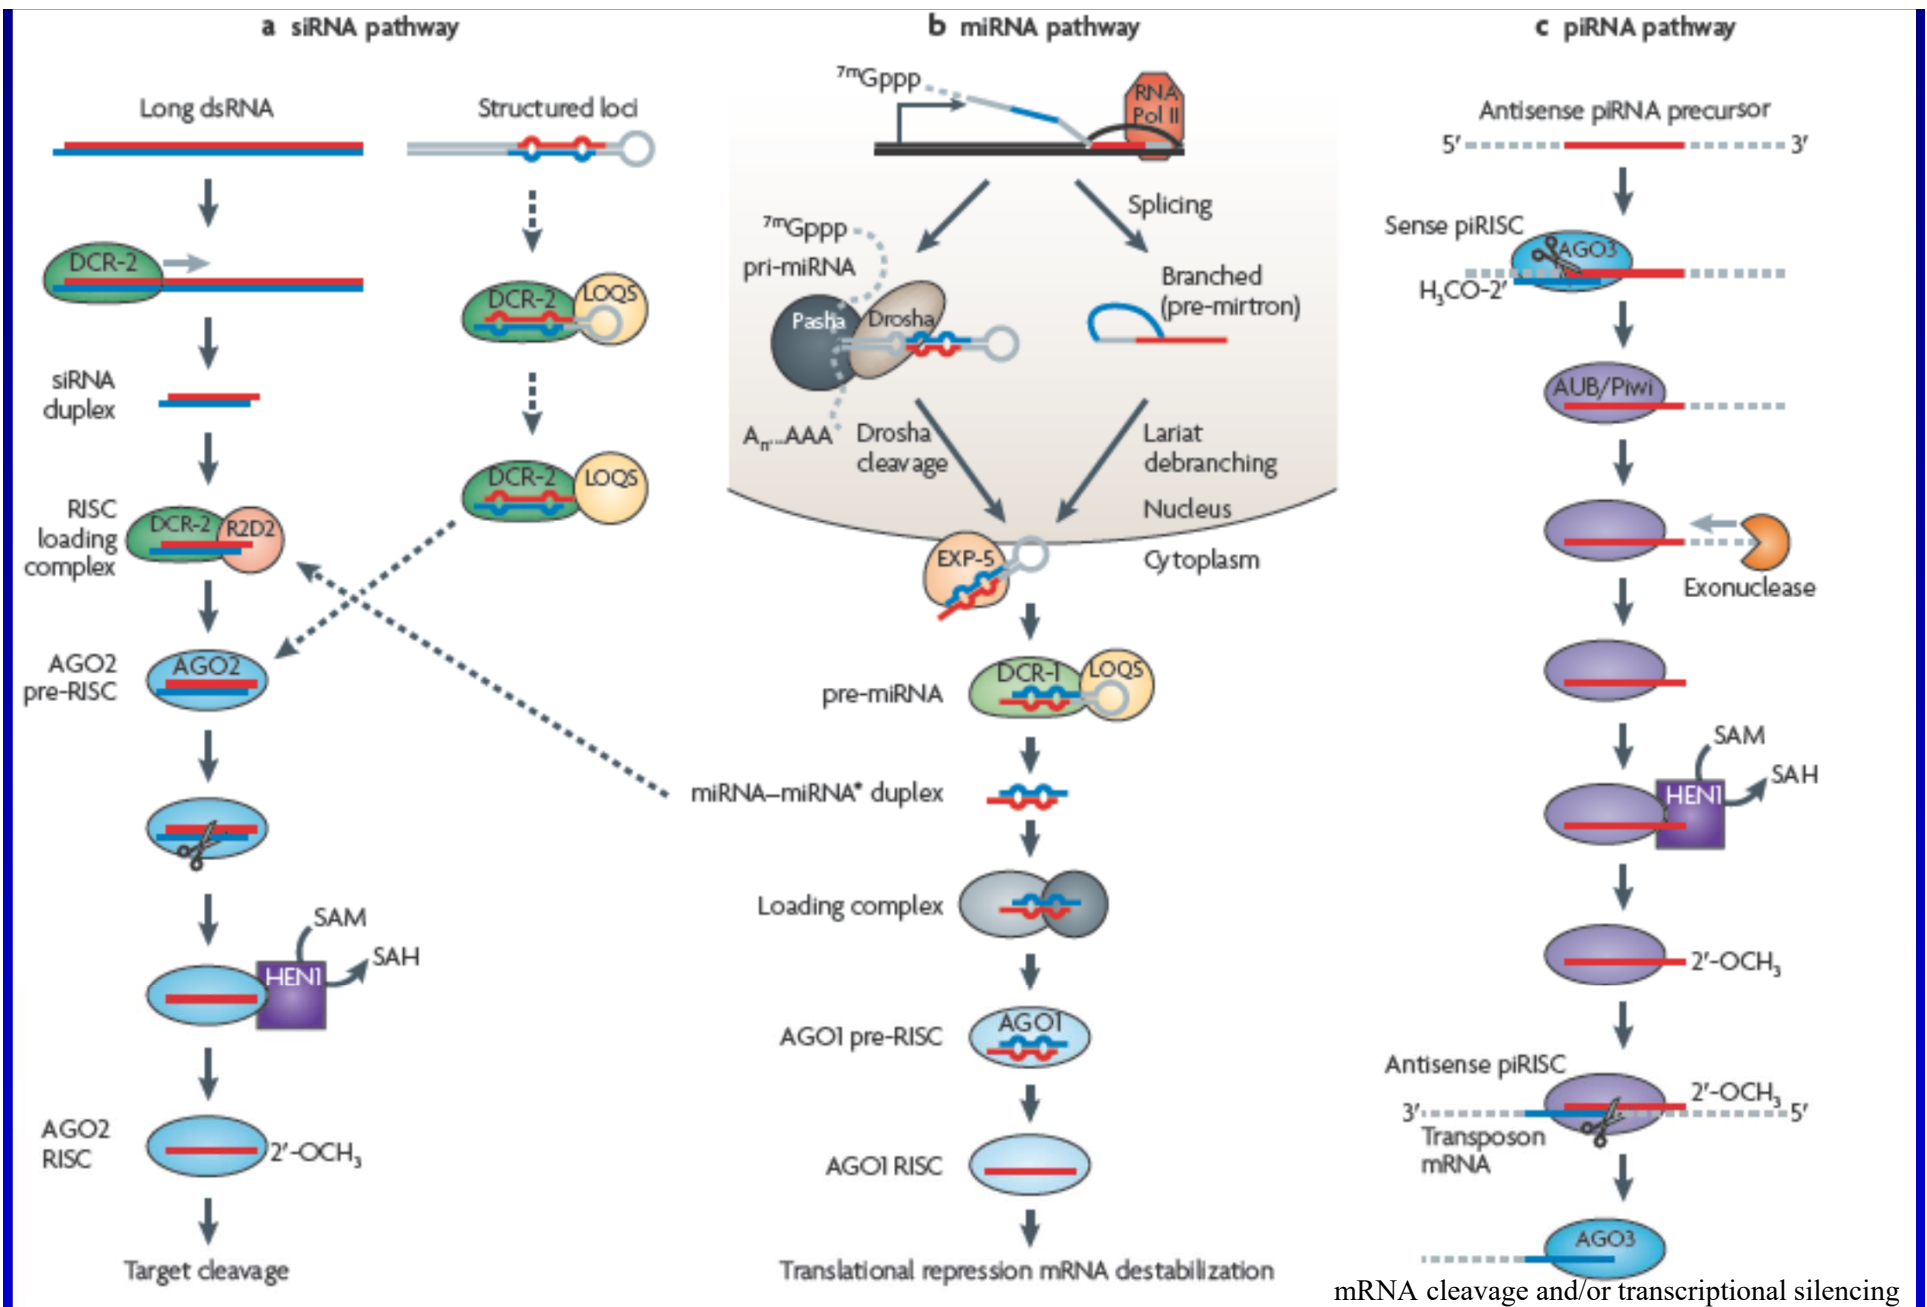 a siRNA pathway
Long dsRNA
Structured loci
DCR-2
DCR-2
LOQS
siRNA
duplex
DCR-2
LOQS
RISC
loading
complex
DCR-2
R2D2
AGO2
pre-RISC
AGO2
SAM
HEN1
SAH
AGO2
RISC
2′-OCH₃
Target cleavage
b miRNA pathway
⁷ᵐGppp
RNA
Pol II
Splicing
⁷ᵐGppp
pri-miRNA
Pasha
Drosha
Branched
(pre-mirtron)
Aₙ...AAA
Drosha
cleavage
Lariat
debranching
Nucleus
Cytoplasm
EXP-5
pre-miRNA
DCR-1
LOQS
miRNA–miRNA* duplex
Loading complex
AGO1 pre-RISC
AGO1
AGO1 RISC
Translational repression mRNA destabilization
c piRNA pathway
Antisense piRNA precursor
5′
3′
Sense piRISC
AGO3
H₃CO-2′
AUB/Piwi
Exonuclease
SAM
HEN1
SAH
2′-OCH₃
Antisense piRISC
2′-OCH₃
3′
5′
Transposon
mRNA
AGO3
mRNA cleavage and/or transcriptional silencing